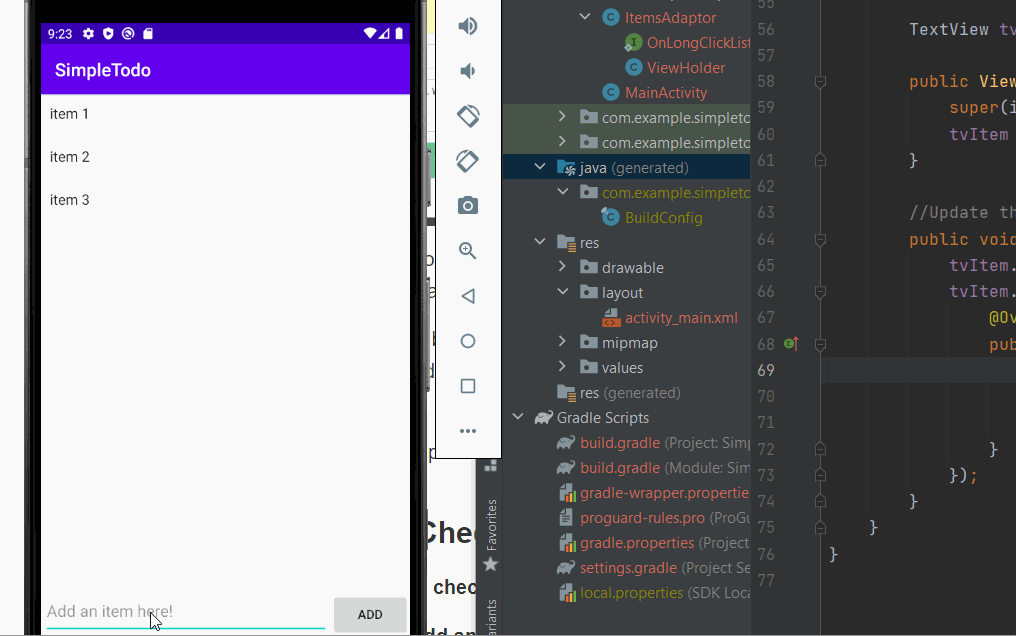 9:23
SimpleTodo
item 1
item 2
item 3
Add an item here!
ADD
Favorites
ItemsAdaptor
OnLongClickList
ViewHolder
MainActivity
com.example.simpleto
com.example.simpleto
java (generated)
com.example.simpleto
BuildConfig
res
drawable
layout
activity_main.xml
mipmap
values
res (generated)
Gradle Scripts
build.gradle (Project: Simp
build.gradle (Module: Sim
gradle-wrapper.propertie
proguard-rules.pro (ProGu
gradle.properties (Project
settings.gradle (Project Se
local.properties (SDK Loca
55
56 TextView tv
57
58 public View
59 super(i
60 tvItem
61 }
62
63 //Update th
64 public void
65 tvItem.
66 tvItem.
67 @Ov
68 pub
69
70
71
72 }
73 });
74 }
75 }
76 }
77